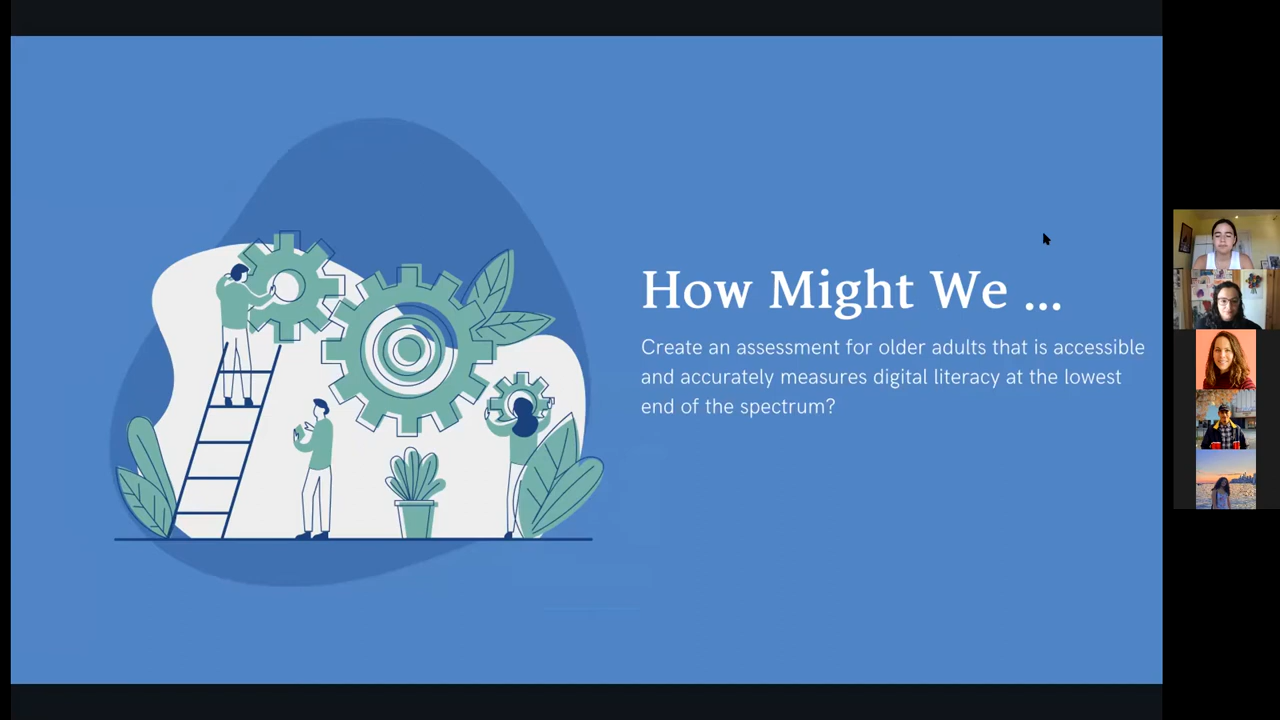 How Might We ...
Create an assessment for older adults that is accessible
and accurately measures digital literacy at the lowest
end of the spectrum?